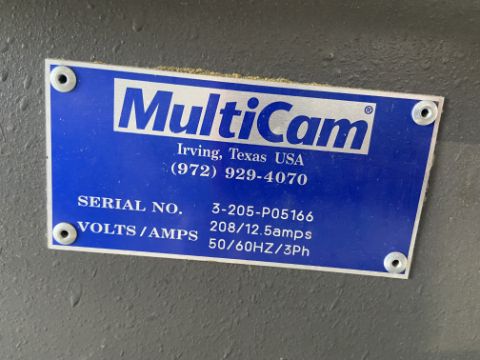 MultiCam®
Irving, Texas USA
(972) 929-4070
SERIAL NO. 3-205-P05166
VOLTS/AMPS 208/12.5amps
50/60HZ/3Ph